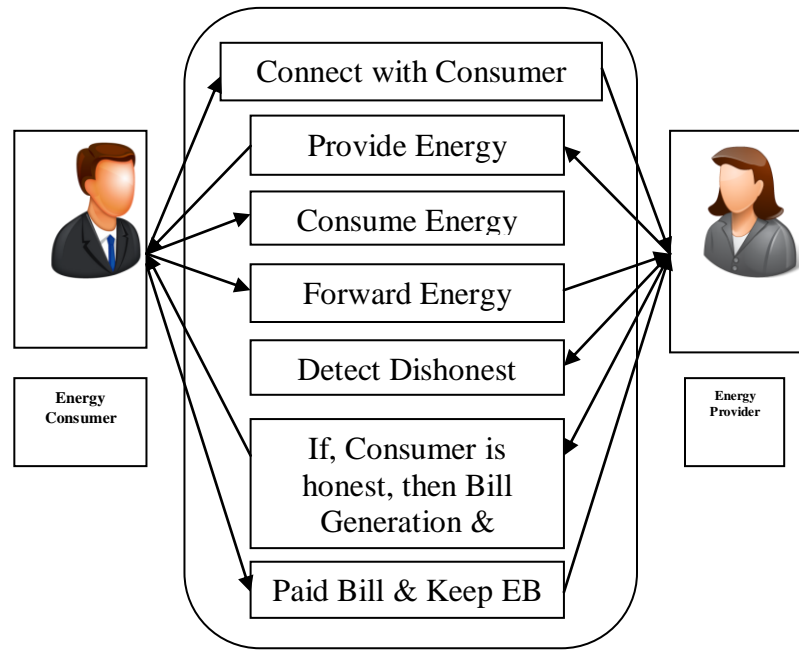 Connect with Consumer
Provide Energy
Consume Energy
Forward Energy
Detect Dishonest
If, Consumer is
honest, then Bill
Generation &
Paid Bill & Keep EB
Energy
Consumer
Energy
Provider